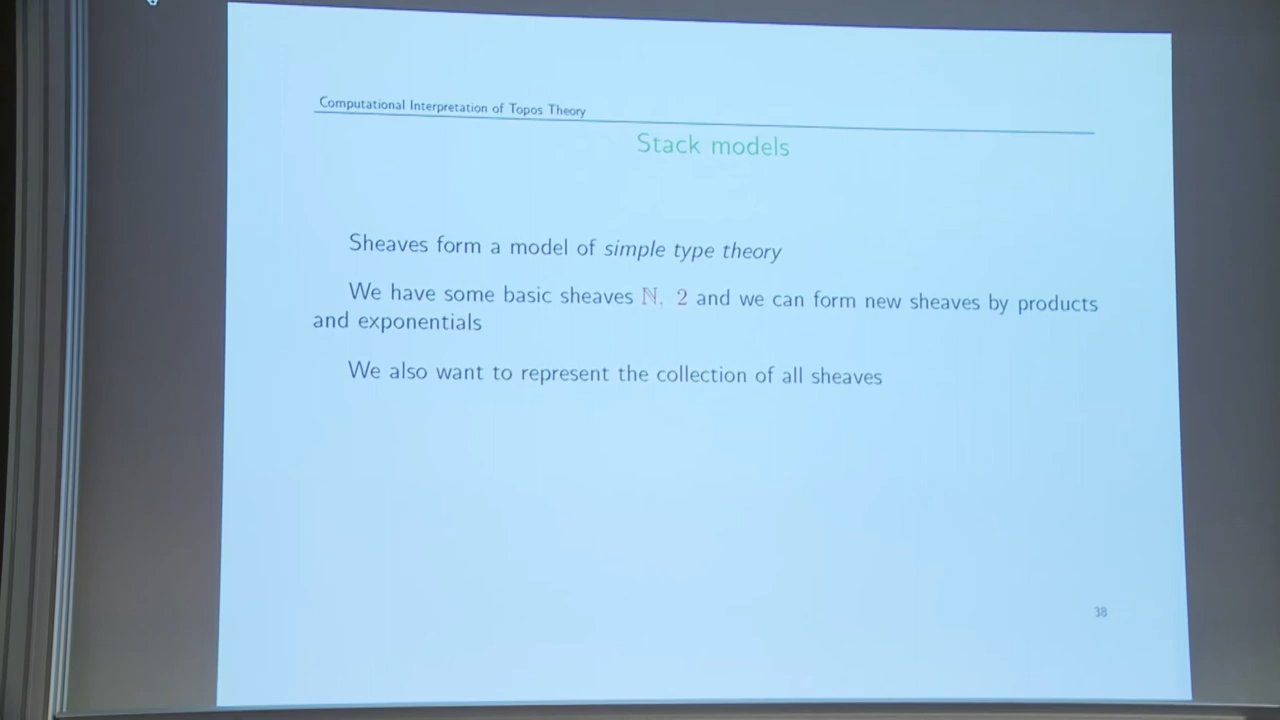 Computational Interpretation of Topos Theory
Stack models
Sheaves form a model of simple type theory
We have some basic sheaves ℕ, 2 and we can form new sheaves by products
and exponentials
We also want to represent the collection of all sheaves
38